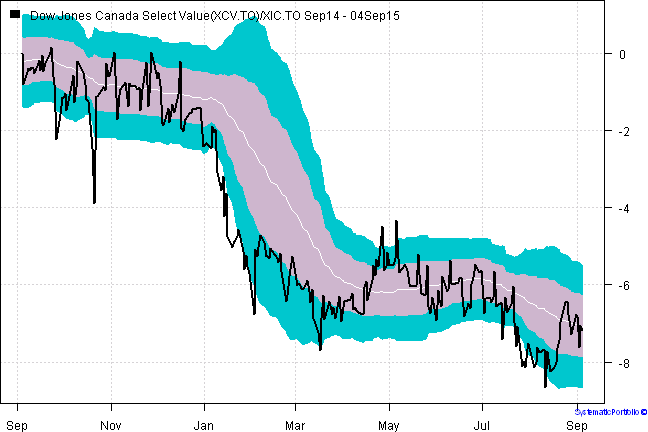 Dow Jones Canada Select Value(XCV.TO)/XIC.TO Sep14 - 04Sep15
0
-2
-4
-6
-8
Sep Nov Jan Mar May Jul Sep
SystematicPortfolio ©